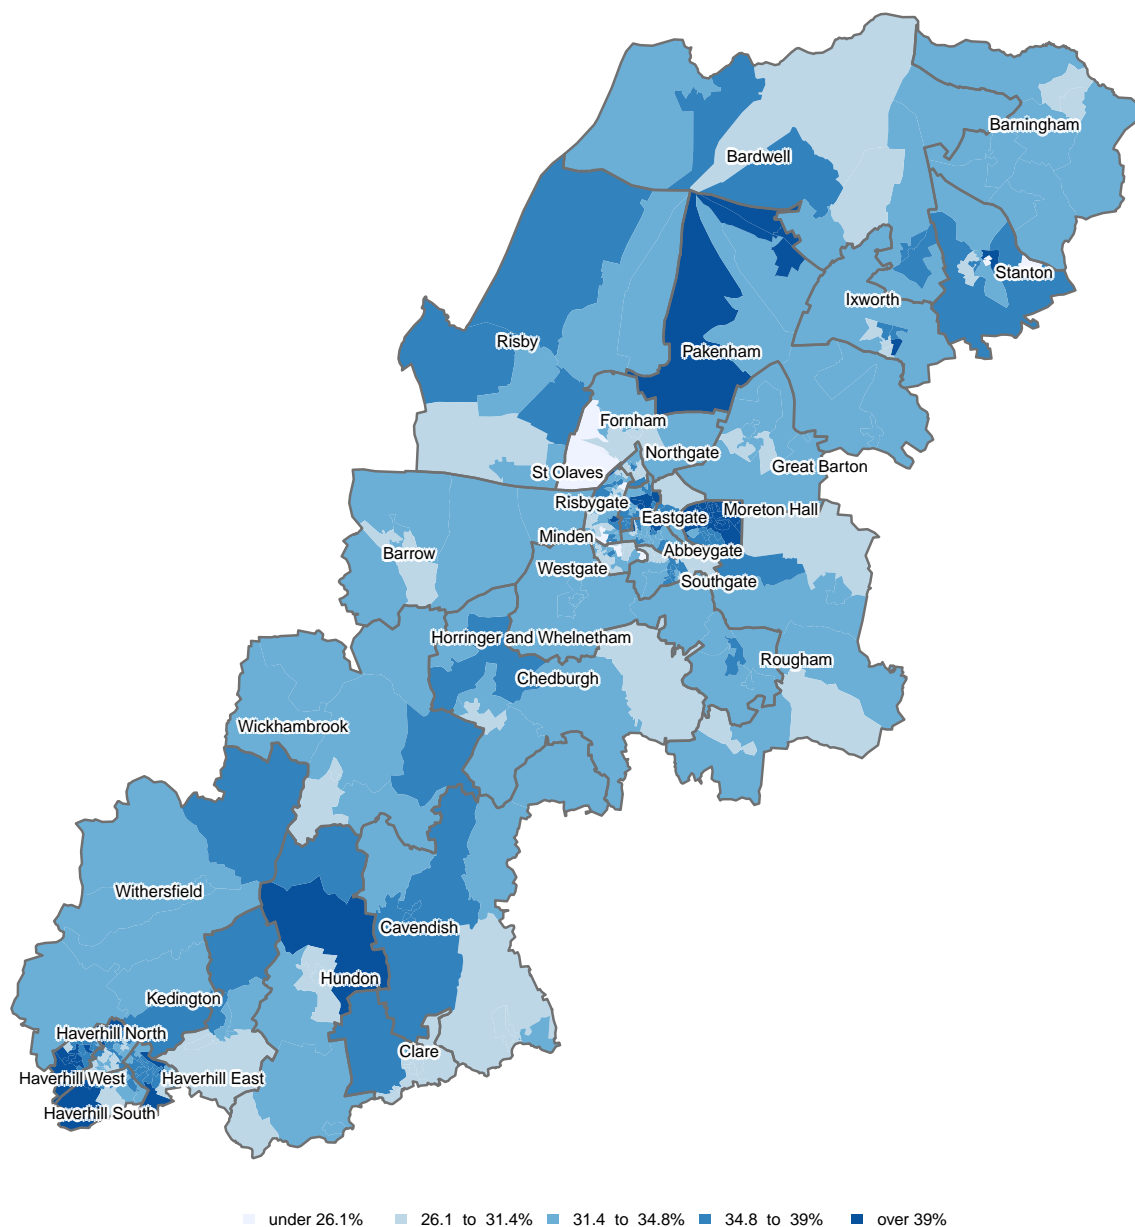 Barningham
Bardwell
Stanton
Ixworth
Risby
Pakenham
Fornham
Northgate
Great Barton
St Olaves
Risbygate
Moreton Hall
Eastgate
Minden
Abbeygate
Barrow
Westgate
Southgate
Horringer and Whelnetham
Rougham
Chedburgh
Wickhambrook
Withersfield
Cavendish
Hundon
Kedington
Haverhill North
Clare
Haverhill West
Haverhill East
Haverhill South
under 26.1% 26.1 to 31.4% 31.4 to 34.8% 34.8 to 39% over 39%